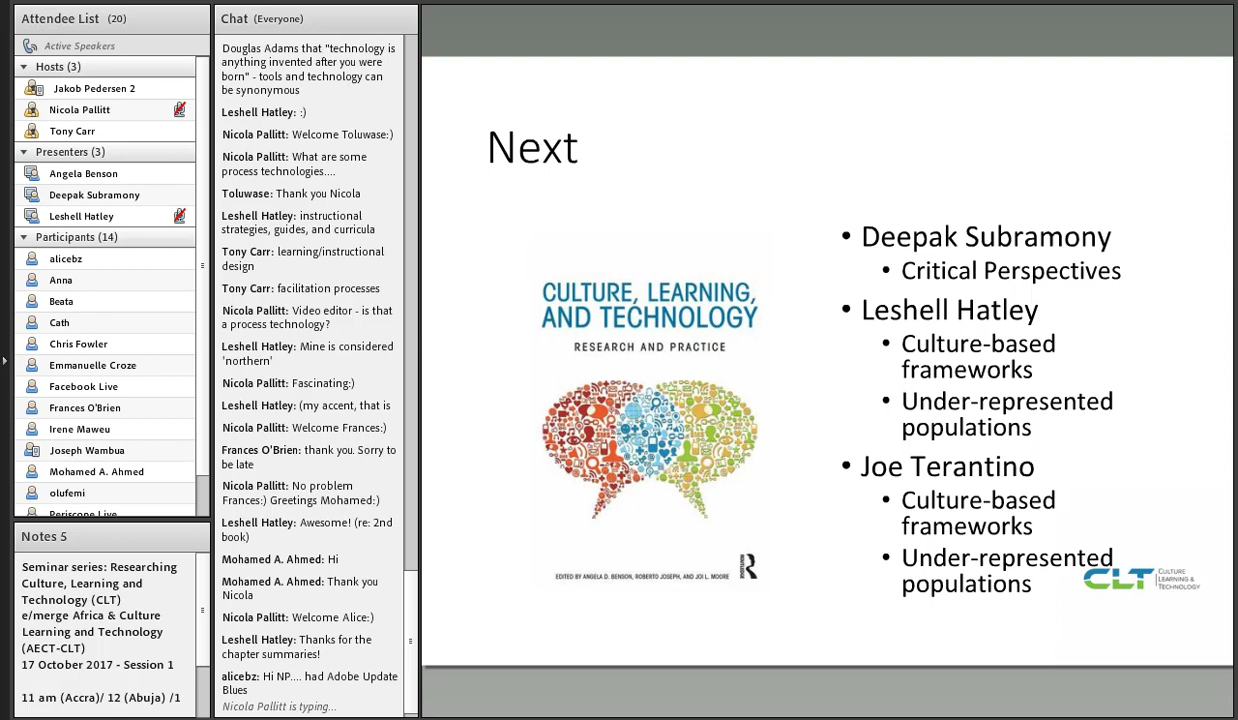 Attendee List (20)
Active Speakers
Hosts (3)
Jakob Pedersen 2
Nicola Pallitt
Tony Carr
Presenters (3)
Angela Benson
Deepak Subramony
Leshell Hatley
Participants (14)
alicebz
Anna
Beata
Cath
Chris Fowler
Emmanuelle Croze
Facebook Live
Frances O'Brien
Irene Maweu
Joseph Wambua
Mohamed A. Ahmed
olufemi
Periscope Live
Notes 5
Seminar series: Researching
Culture, Learning and
Technology (CLT)
e/merge Africa & Culture
Learning and Technology
(AECT-CLT)
17 October 2017 - Session 1
11 am (Accra)/ 12 (Abuja) /1
Chat (Everyone)
Douglas Adams that "technology is
anything invented after you were
born" - tools and technology can
be synonymous
Leshell Hatley: :)
Nicola Pallitt: Welcome Toluwase:)
Nicola Pallitt: What are some
process technologies....
Toluwase: Thank you Nicola
Leshell Hatley: instructional
strategies, guides, and curricula
Tony Carr: learning/instructional
design
Tony Carr: facilitation processes
Nicola Pallitt: Video editor - is that
a process technology?
Leshell Hatley: Mine is considered
'northern'
Nicola Pallitt: Fascinating:)
Leshell Hatley: (my accent, that is
Nicola Pallitt: Welcome Frances:)
Frances O'Brien: thank you. Sorry to
be late
Nicola Pallitt: No problem
Frances:) Greetings Mohamed:)
Leshell Hatley: Awesome! (re: 2nd
book)
Mohamed A. Ahmed: Hi
Mohamed A. Ahmed: Thank you
Nicola
Nicola Pallitt: Welcome Alice:)
Leshell Hatley: Thanks for the
chapter summaries!
alicebz: Hi NP.... had Adobe Update
Blues
Nicola Pallitt is typing...
Next
CULTURE, LEARNING,
AND TECHNOLOGY
RESEARCH AND PRACTICE
EDITED BY ANGELA D. BENSON, ROBERTO JOSEPH, AND JOI L. MOORE
ROUTLEDGE
• Deepak Subramony
• Critical Perspectives
• Leshell Hatley
• Culture-based
frameworks
• Under-represented
populations
• Joe Terantino
• Culture-based
frameworks
• Under-represented
populations
CLT CULTURE
LEARNING &
TECHNOLOGY